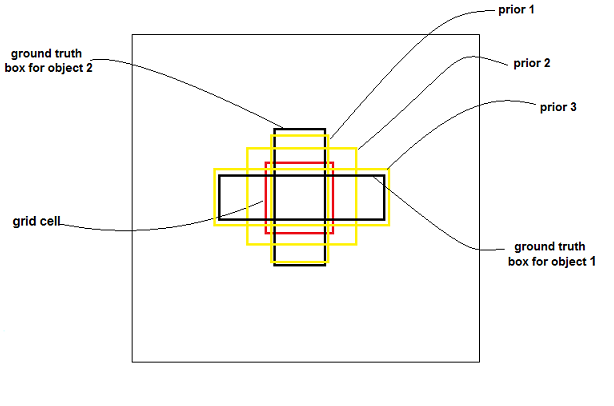 prior 1
ground truth
box for object 2
prior 2
prior 3
grid cell
ground truth
box for object 1